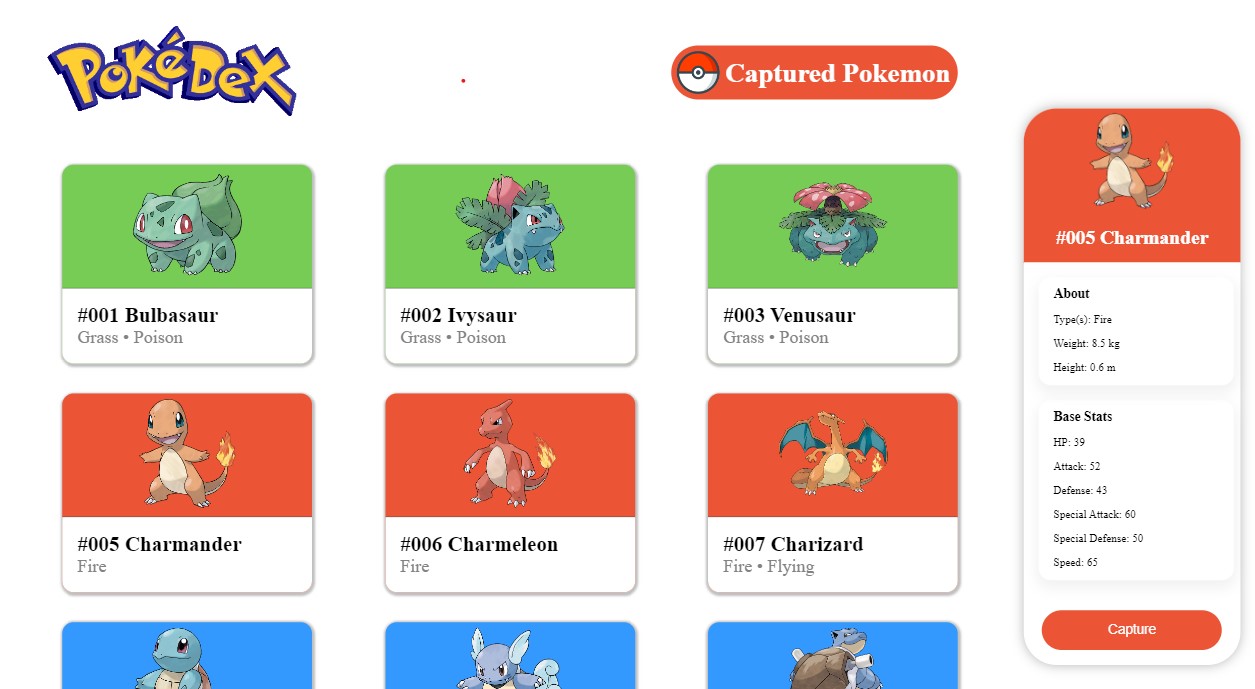 PokéDex
Captured Pokemon
#001 Bulbasaur
Grass • Poison
#002 Ivysaur
Grass • Poison
#003 Venusaur
Grass • Poison
#005 Charmander
Fire
#006 Charmeleon
Fire
#007 Charizard
Fire • Flying
#005 Charmander
About
Type(s): Fire
Weight: 8.5 kg
Height: 0.6 m
Base Stats
HP: 39
Attack: 52
Defense: 43
Special Attack: 60
Special Defense: 50
Speed: 65
Capture